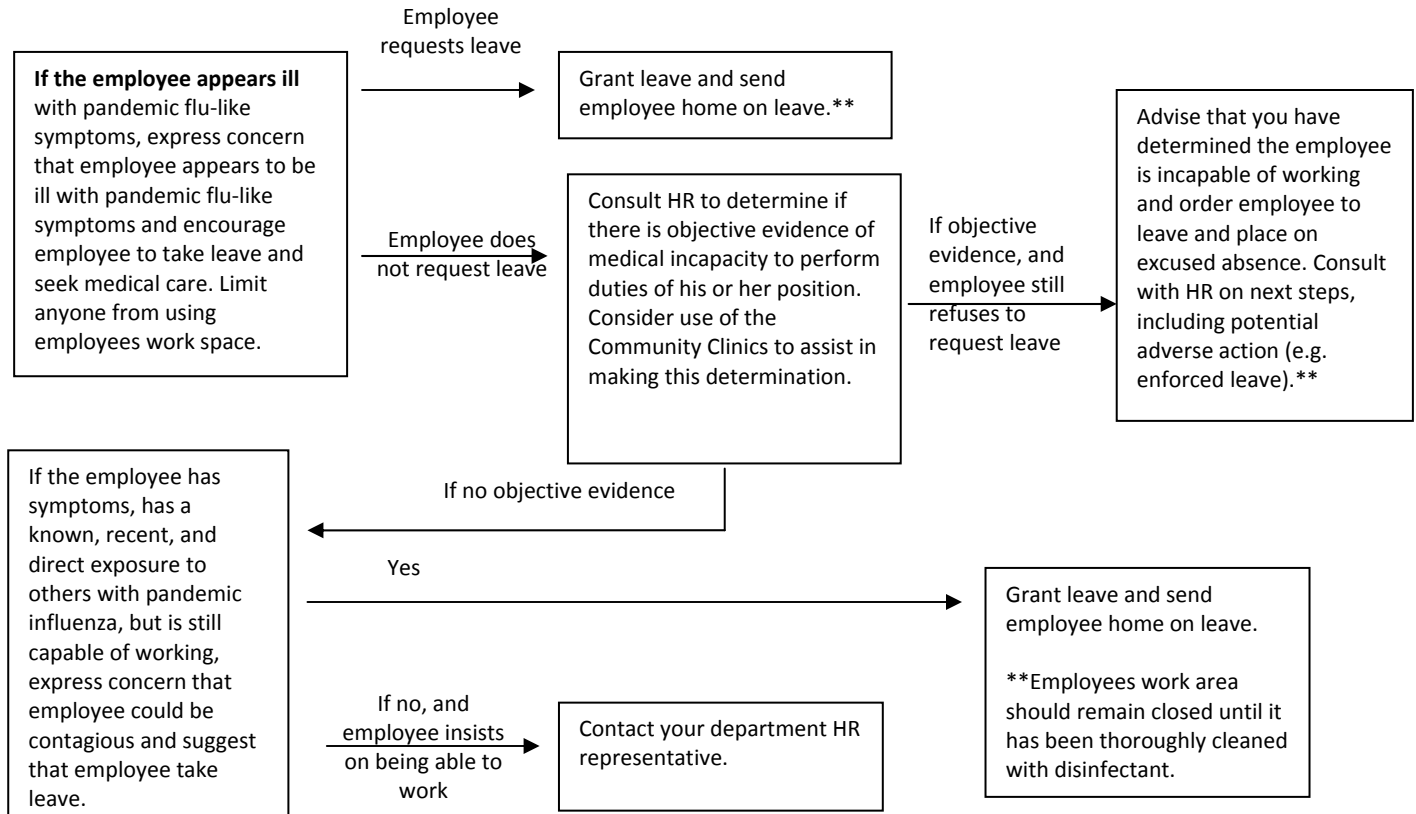 Employee
requests leave
If the employee appears ill
with pandemic flu-like
symptoms, express concern
that employee appears to be
ill with pandemic flu-like
symptoms and encourage
employee to take leave and
seek medical care. Limit
anyone from using
employees work space.
Grant leave and send
employee home on leave.**
Employee does
not request leave
Consult HR to determine if
there is objective evidence of
medical incapacity to perform
duties of his or her position.
Consider use of the
Community Clinics to assist in
making this determination.
If objective
evidence, and
employee still
refuses to
request leave
Advise that you have
determined the employee
is incapable of working
and order employee to
leave and place on
excused absence. Consult
with HR on next steps,
including potential
adverse action (e.g.
enforced leave).**
If no objective evidence
If the employee has
symptoms, has a
known, recent, and
direct exposure to
others with pandemic
influenza, but is still
capable of working,
express concern that
employee could be
contagious and suggest
that employee take
leave.
Yes
Grant leave and send
employee home on leave.
**Employees work area
should remain closed until it
has been thoroughly cleaned
with disinfectant.
If no, and
employee insists
on being able to
work
Contact your department HR
representative.